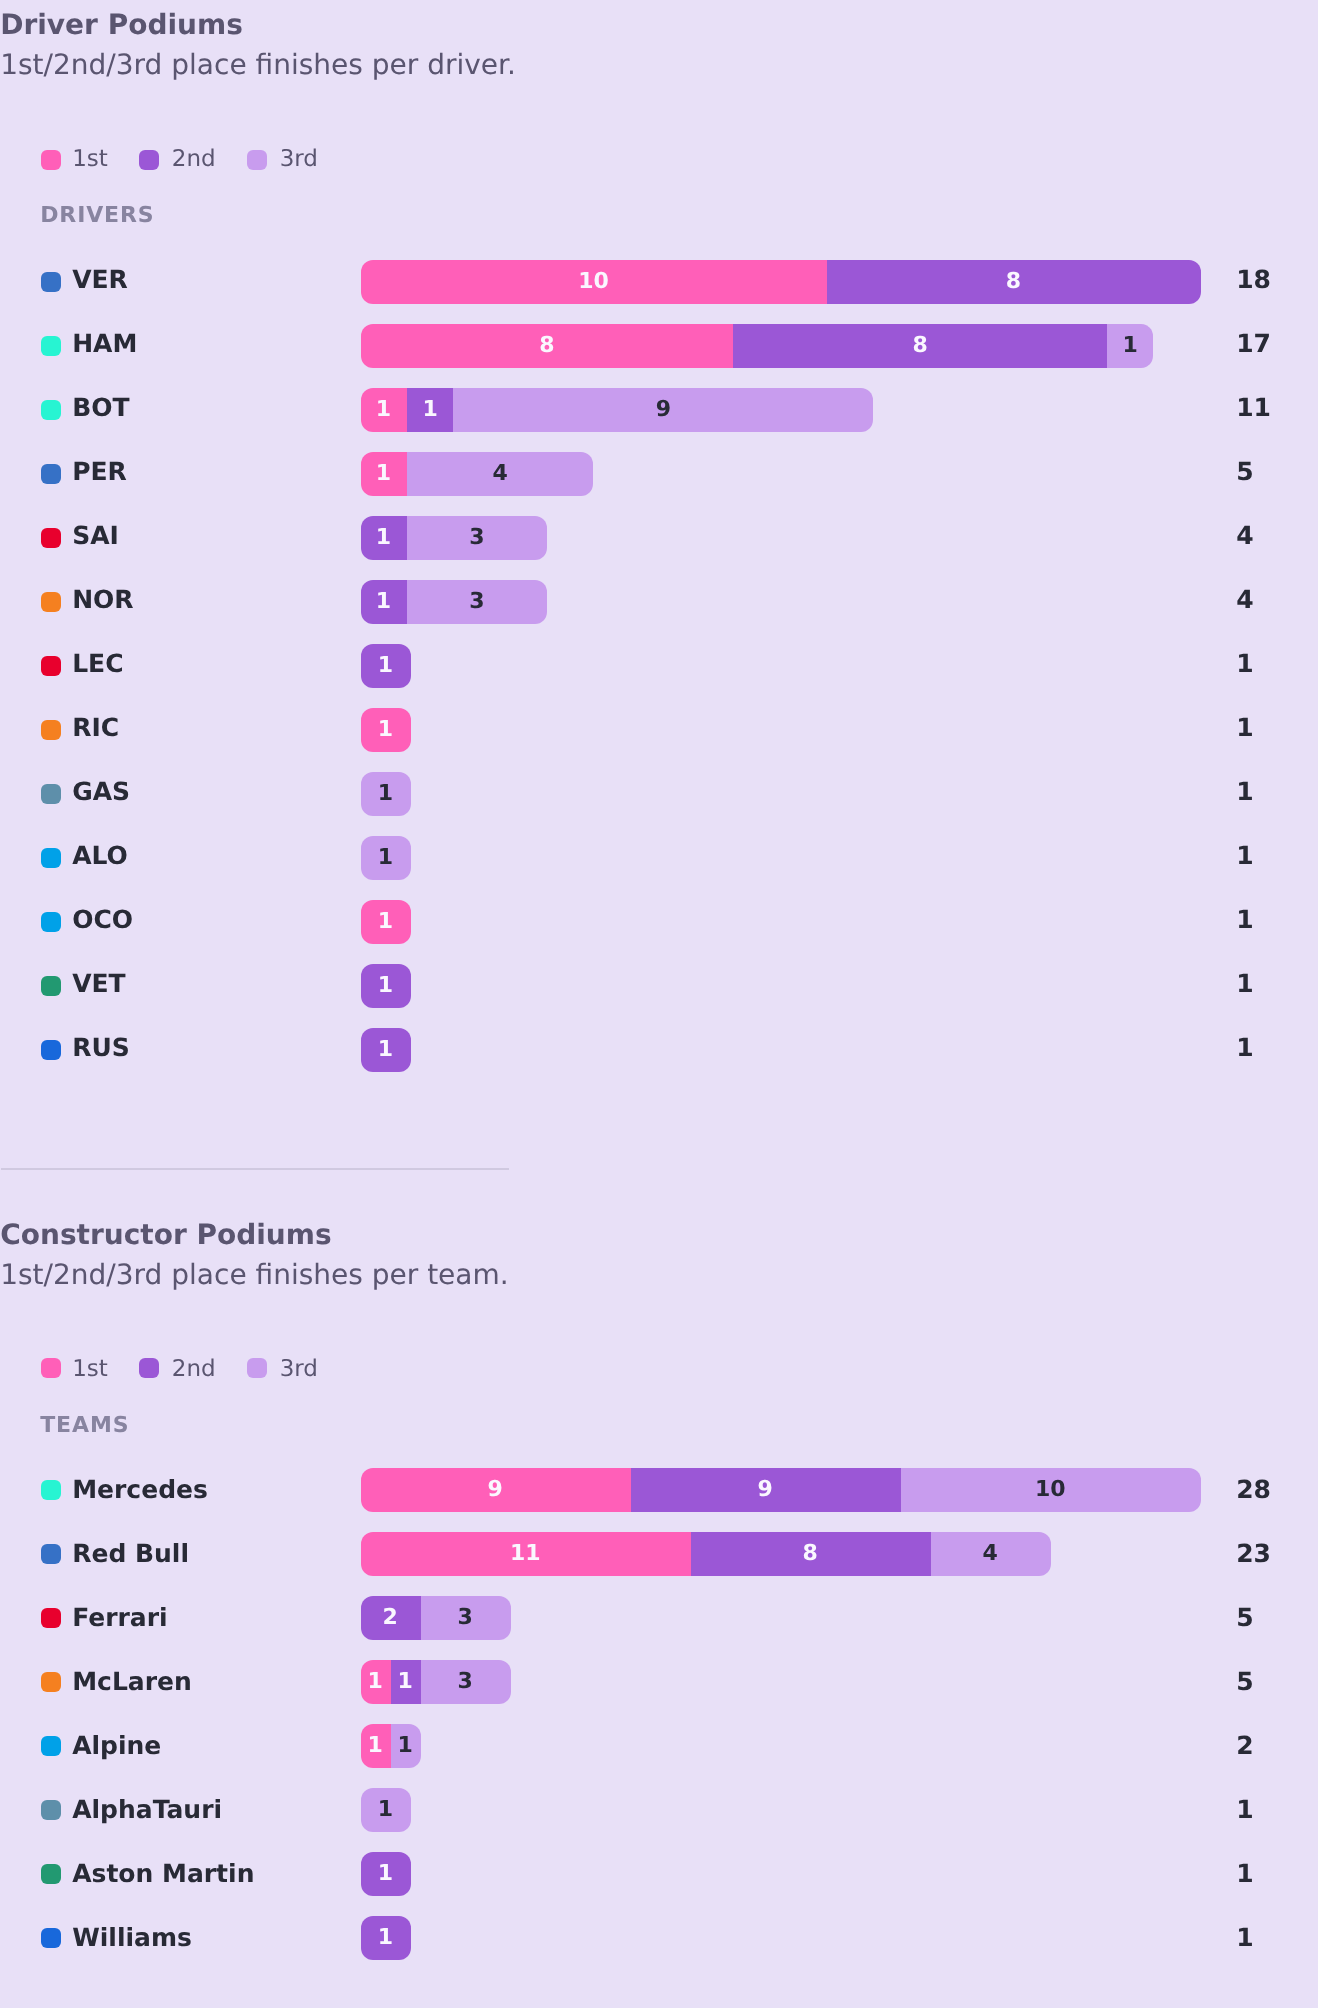 Driver Podiums
1st/2nd/3rd place finishes per driver.
1st 2nd 3rd
DRIVERS
VER 10 8 18
HAM 8 8 1 17
BOT 1 1 9 11
PER 1 4 5
SAI 1 3 4
NOR 1 3 4
LEC 1 1
RIC 1 1
GAS 1 1
ALO 1 1
OCO 1 1
VET 1 1
RUS 1 1
Constructor Podiums
1st/2nd/3rd place finishes per team.
1st 2nd 3rd
TEAMS
Mercedes 9 9 10 28
Red Bull 11 8 4 23
Ferrari 2 3 5
McLaren 1 1 3 5
Alpine 1 1 2
AlphaTauri 1 1
Aston Martin 1 1
Williams 1 1